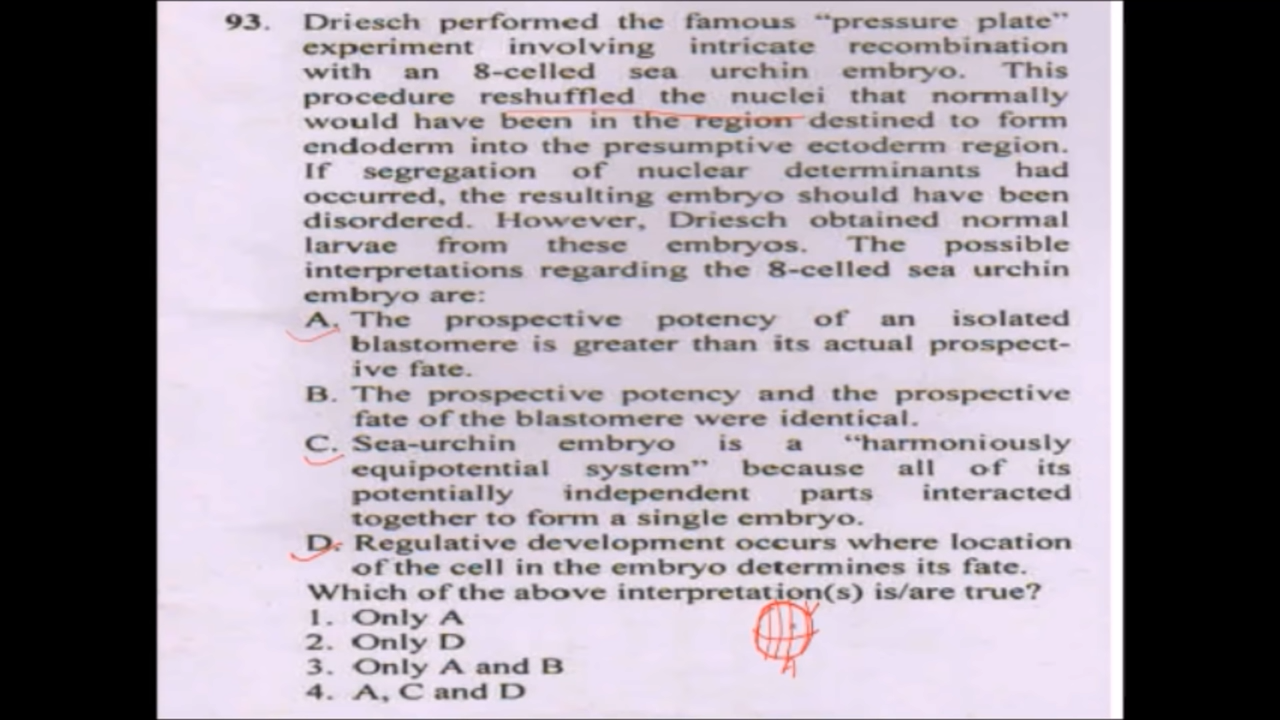 93. Driesch performed the famous “pressure plate”
experiment involving intricate recombination
with an 8-celled sea urchin embryo. This
procedure reshuffled the nuclei that normally
would have been in the region destined to form
endoderm into the presumptive ectoderm region.
If segregation of nuclear determinants had
occurred, the resulting embryo should have been
disordered. However, Driesch obtained normal
larvae from these embryos. The possible
interpretations regarding the 8-celled sea urchin
embryo are:
A. The prospective potency of an isolated
blastomere is greater than its actual prospect-
ive fate.
B. The prospective potency and the prospective
fate of the blastomere were identical.
C. Sea-urchin embryo is a “harmoniously
equipotential system” because all of its
potentially independent parts interacted
together to form a single embryo.
D. Regulative development occurs where location
of the cell in the embryo determines its fate.
Which of the above interpretation(s) is/are true?
1. Only A
2. Only D
3. Only A and B
4. A, C and D